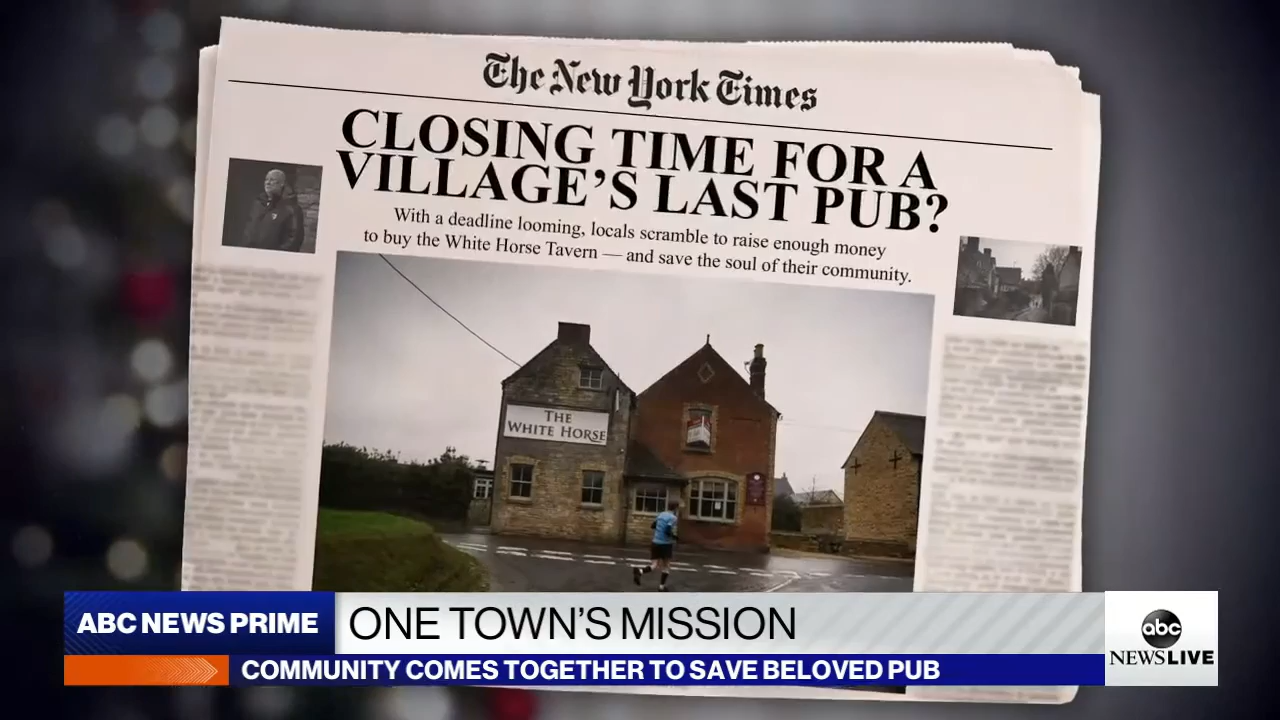 The New York Times
CLOSING TIME FOR A
VILLAGE'S LAST PUB?
With a deadline looming, locals scramble to raise enough money
to buy the White Horse Tavern — and save the soul of their community.
THE
WHITE HORSE
ABC NEWS PRIME
ONE TOWN'S MISSION
COMMUNITY COMES TOGETHER TO SAVE BELOVED PUB
abc
NEWS LIVE